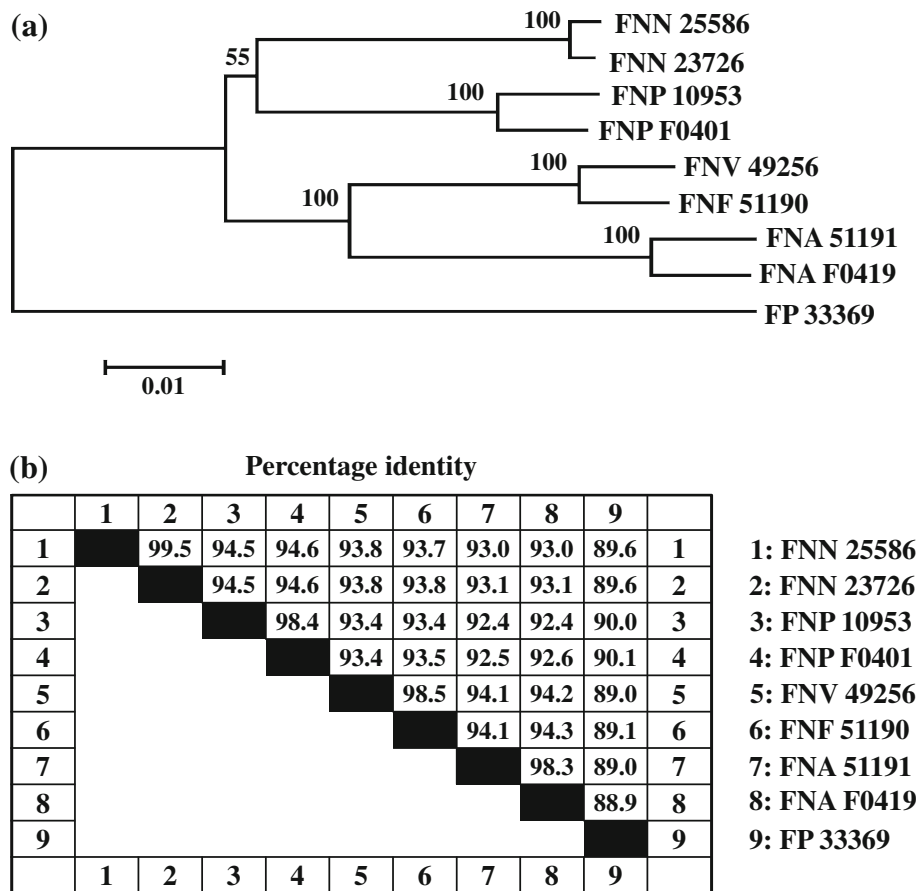 (a)
100
FNN 25586
55
FNN 23726
100
FNP 10953
FNP F0401
100
FNV 49256
100
FNF 51190
100
FNA 51191
FNA F0419
FP 33369
0.01
(b) Percentage identity
1 2 3 4 5 6 7 8 9
1 99.5 94.5 94.6 93.8 93.7 93.0 93.0 89.6 1 1: FNN 25586
2 94.5 94.6 93.8 93.8 93.1 93.1 89.6 2 2: FNN 23726
3 98.4 93.4 93.4 92.4 92.4 90.0 3 3: FNP 10953
4 93.4 93.5 92.5 92.6 90.1 4 4: FNP F0401
5 98.5 94.1 94.2 89.0 5 5: FNV 49256
6 94.1 94.3 89.1 6 6: FNF 51190
7 98.3 89.0 7 7: FNA 51191
8 88.9 8 8: FNA F0419
9 9 9: FP 33369
1 2 3 4 5 6 7 8 9